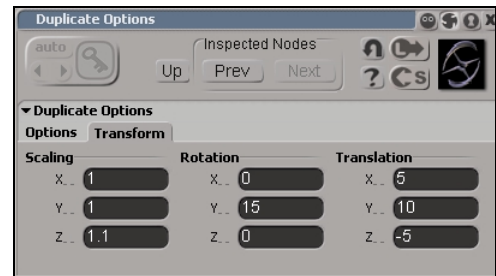 Duplicate Options
auto
Inspected Nodes
Up Prev Next
? C s
Duplicate Options
Options Transform
Scaling Rotation Translation
X 1 X 0 X 5
Y 1 Y 15 Y 10
Z 1.1 Z 0 Z -5